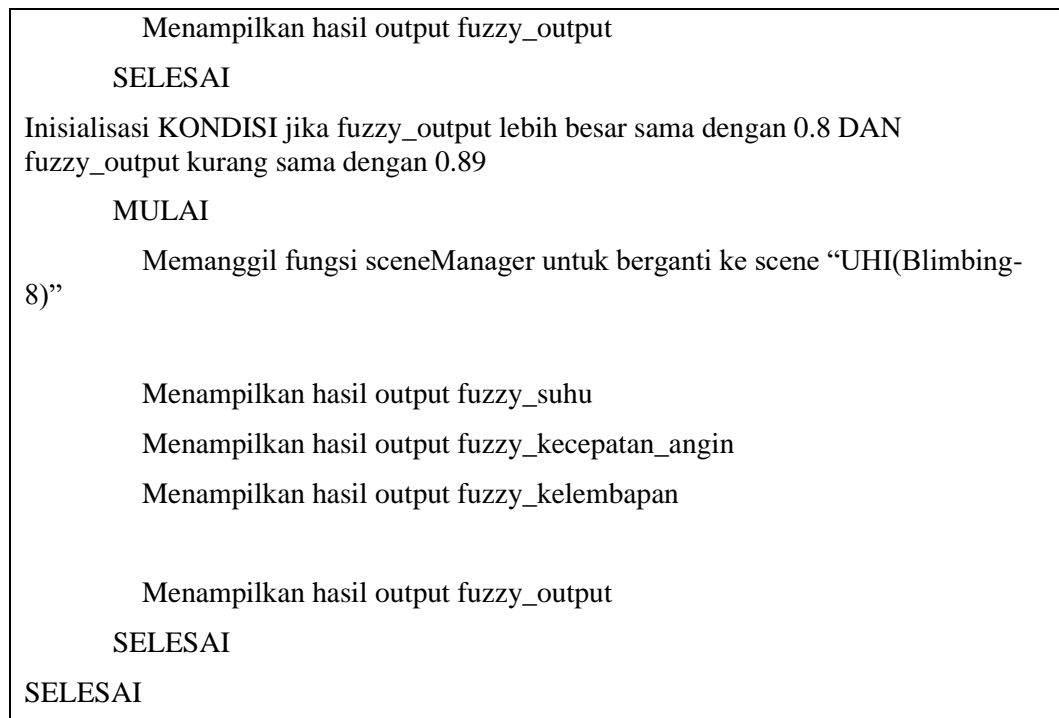 Menampilkan hasil output fuzzy_output
SELESAI
Inisialisasi KONDISI jika fuzzy_output lebih besar sama dengan 0.8 DAN
fuzzy_output kurang sama dengan 0.89
MULAI
Memanggil fungsi sceneManager untuk berganti ke scene “UHI(Blimbing-
8)”
Menampilkan hasil output fuzzy_suhu
Menampilkan hasil output fuzzy_kecepatan_angin
Menampilkan hasil output fuzzy_kelembapan
Menampilkan hasil output fuzzy_output
SELESAI
SELESAI